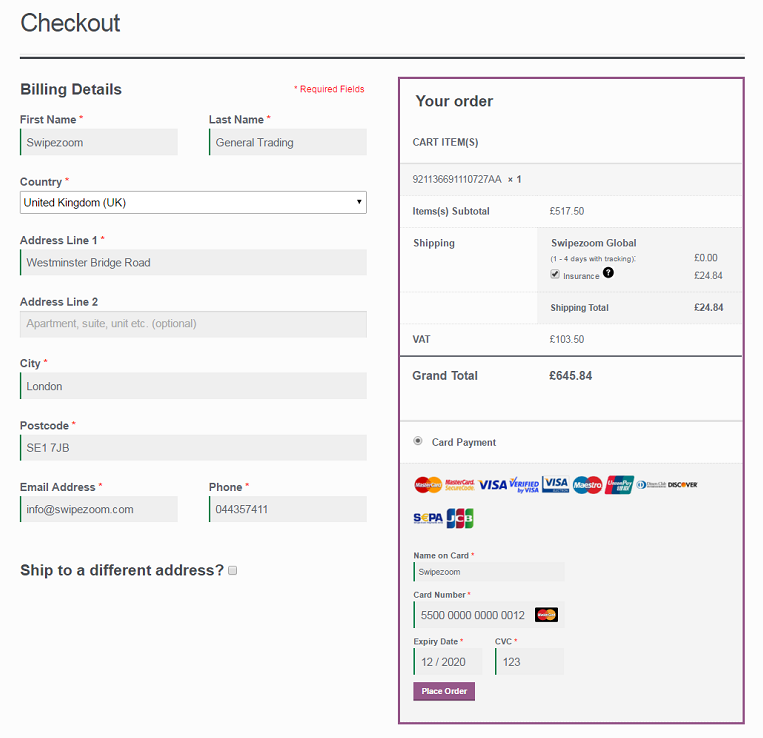 Checkout
Billing Details
* Required Fields
First Name *
Last Name *
Swipezoom
General Trading
Country *
United Kingdom (UK)
Address Line 1 *
Westminster Bridge Road
Address Line 2
Apartment, suite, unit etc. (optional)
City *
London
Postcode *
SE1 7JB
Email Address *
Phone *
info@swipezoom.com
044357411
Ship to a different address?
Your order
CART ITEM(S)
921136691110727AA × 1
Items(s) Subtotal £517.50
Shipping
Swipezoom Global
(1 - 4 days with tracking): £0.00
Insurance ? £24.84
Shipping Total £24.84
VAT £103.50
Grand Total £645.84
Card Payment
MasterCard MasterCard. SecureCode. VISA VERIFIED by VISA VISA Maestro UnionPay Diners Club DISCOVER
SEPA JCB
Name on Card *
Swipezoom
Card Number *
5500 0000 0000 0012 MasterCard
Expiry Date * CVC *
12 / 2020 123
Place Order